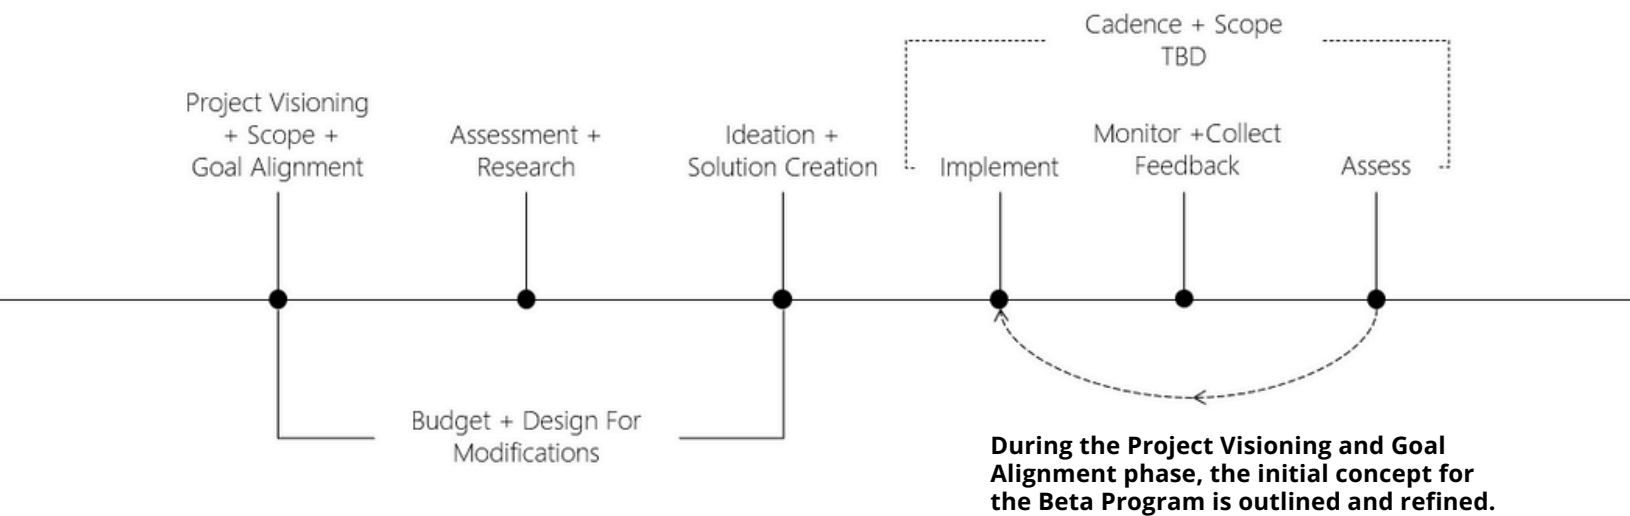 Cadence + Scope
TBD
Project Visioning
+ Scope +
Goal Alignment
Assessment +
Research
Ideation +
Solution Creation
Implement
Monitor +Collect
Feedback
Assess
Budget + Design For
Modifications
During the Project Visioning and Goal
Alignment phase, the initial concept for
the Beta Program is outlined and refined.